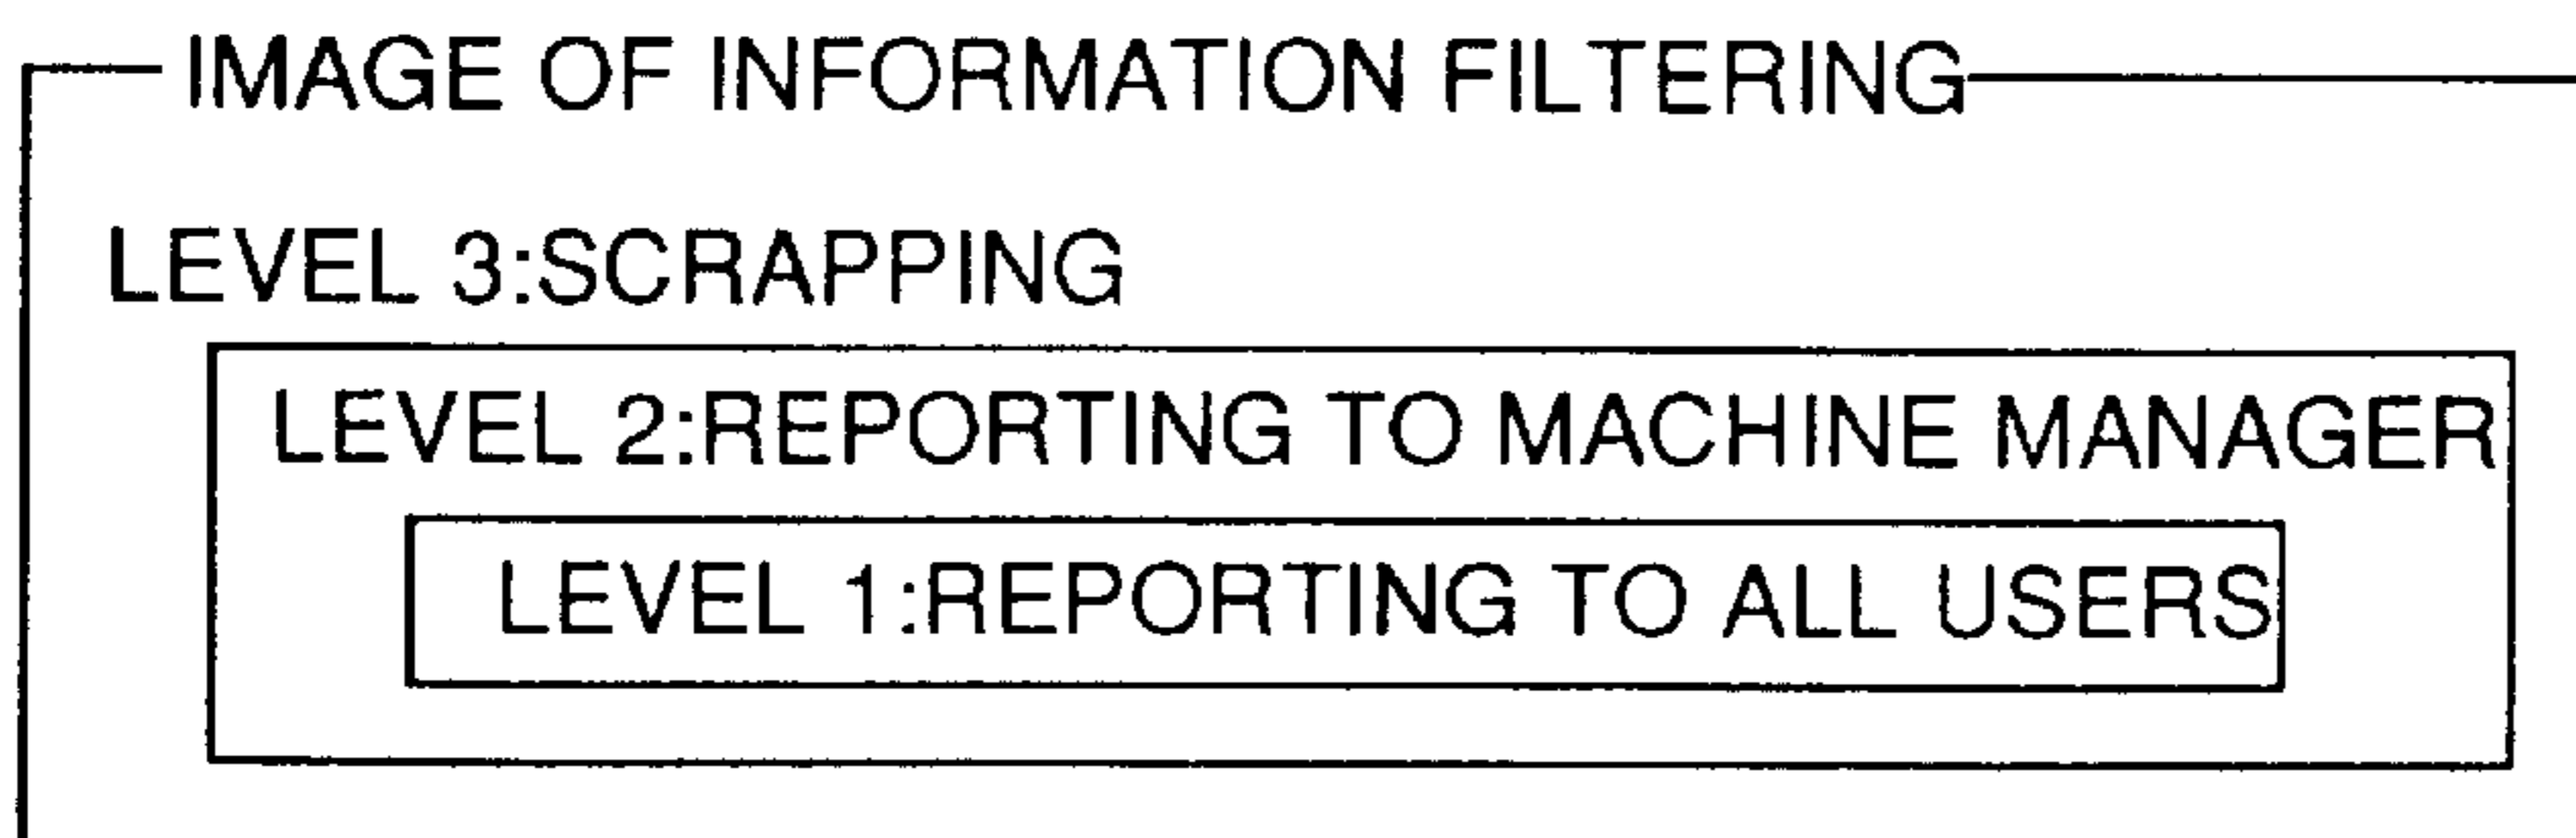 IMAGE OF INFORMATION FILTERING
LEVEL 3:SCRAPPING
LEVEL 2:REPORTING TO MACHINE MANAGER
LEVEL 1:REPORTING TO ALL USERS